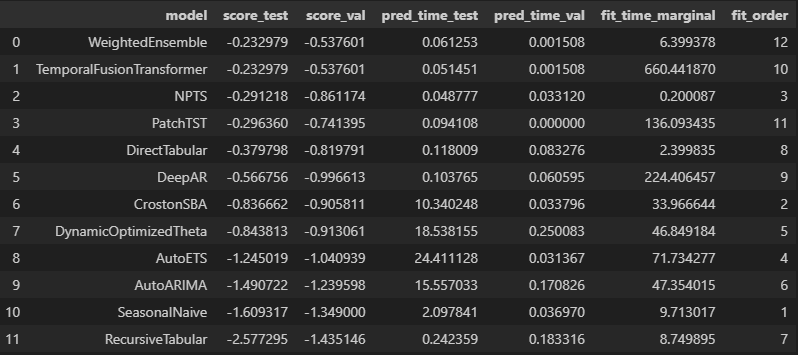 model score_test score_val pred_time_test pred_time_val fit_time_marginal fit_order
0 WeightedEnsemble -0.232979 -0.537601 0.061253 0.001508 6.399378 12
1 TemporalFusionTransformer -0.232979 -0.537601 0.051451 0.001508 660.441870 10
2 NPTS -0.291218 -0.861174 0.048777 0.033120 0.200087 3
3 PatchTST -0.296360 -0.741395 0.094108 0.000000 136.093435 11
4 DirectTabular -0.379798 -0.819791 0.118009 0.083276 2.399835 8
5 DeepAR -0.566756 -0.996613 0.103765 0.060595 224.406457 9
6 CrostonSBA -0.836662 -0.905811 10.340248 0.033796 33.966644 2
7 DynamicOptimizedTheta -0.843813 -0.913061 18.538155 0.250083 46.849184 5
8 AutoETS -1.245019 -1.040939 24.411128 0.031367 71.734277 4
9 AutoARIMA -1.490722 -1.239598 15.557033 0.170826 47.354015 6
10 SeasonalNaive -1.609317 -1.349000 2.097841 0.036970 9.713017 1
11 RecursiveTabular -2.577295 -1.435146 0.242359 0.183316 8.749895 7